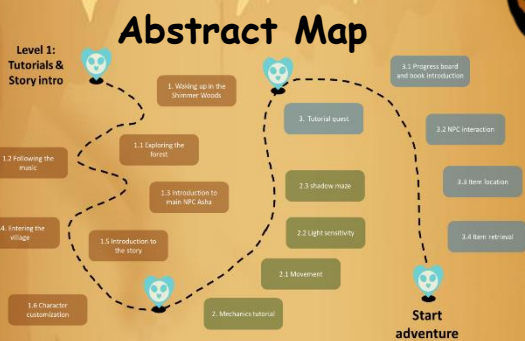 Abstract Map
Level 1:
Tutorials &
Story intro
1. Waking up in the
Shimmer Woods
1.1 Exploring the
forest
1.2 Following the
music
1.3 Introduction to
main NPC Asha
4. Entering the
village
1.5 Introduction to
the story
1.6 Character
customization
2. Mechanics tutorial
2.1 Movement
2.2 Light sensitivity
2.3 shadow maze
3. Tutorial quest
3.1 Progress board
and book introduction
3.2 NPC interaction
3.3 Item location
3.4 Item retrieval
Start
adventure